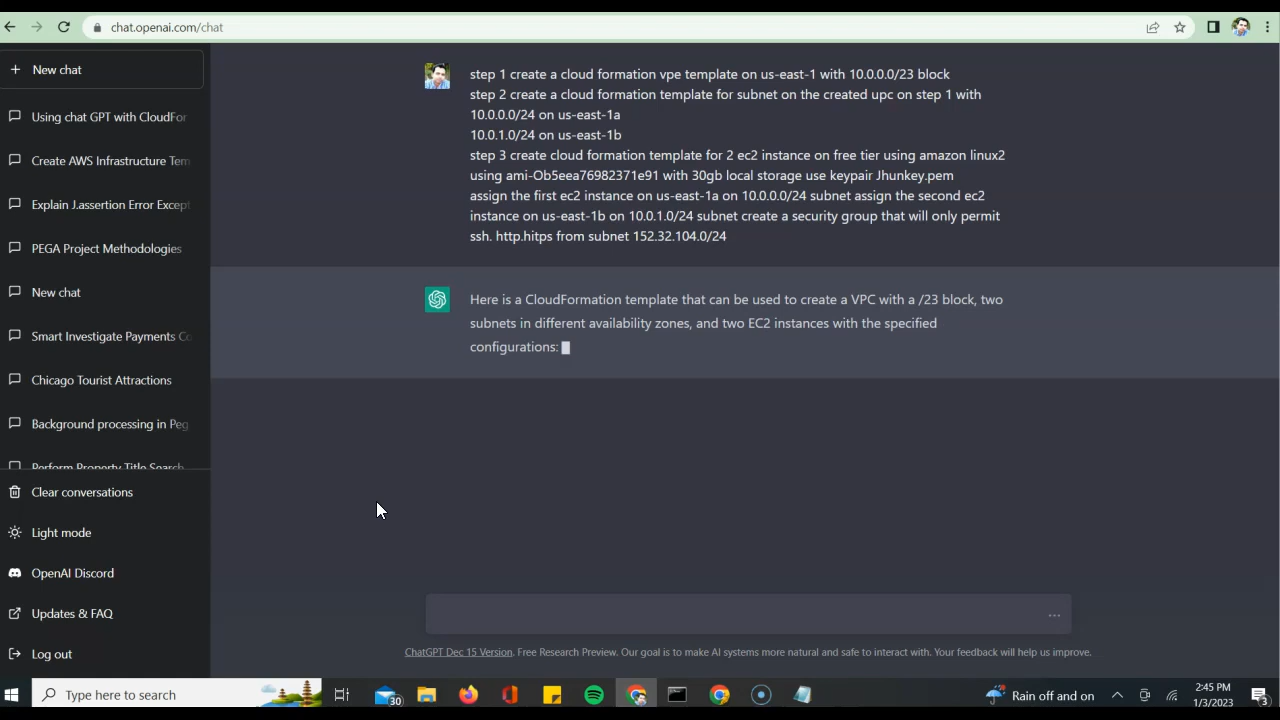 chat.openai.com/chat
New chat
Using chat GPT with CloudFor
Create AWS Infrastructure Tem
Explain J.assertion Error Except
PEGA Project Methodologies
New chat
Smart Investigate Payments Co
Chicago Tourist Attractions
Background processing in Peg
Perform Property Title Search
Clear conversations
Light mode
OpenAI Discord
Updates & FAQ
Log out
step 1 create a cloud formation vpe template on us-east-1 with 10.0.0.0/23 block
step 2 create a cloud formation template for subnet on the created upc on step 1 with
10.0.0.0/24 on us-east-1a
10.0.1.0/24 on us-east-1b
step 3 create cloud formation template for 2 ec2 instance on free tier using amazon linux2
using ami-Ob5eea76982371e91 with 30gb local storage use keypair Jhunkey.pem
assign the first ec2 instance on us-east-1a on 10.0.0.0/24 subnet assign the second ec2
instance on us-east-1b on 10.0.1.0/24 subnet create a security group that will only permit
ssh. http.hitps from subnet 152.32.104.0/24
Here is a CloudFormation template that can be used to create a VPC with a /23 block, two
subnets in different availability zones, and two EC2 instances with the specified
configurations:
ChatGPT Dec 15 Version. Free Research Preview. Our goal is to make AI systems more natural and safe to interact with. Your feedback will help us improve.
Type here to search
30
Rain off and on
2:45 PM
1/3/2023
3